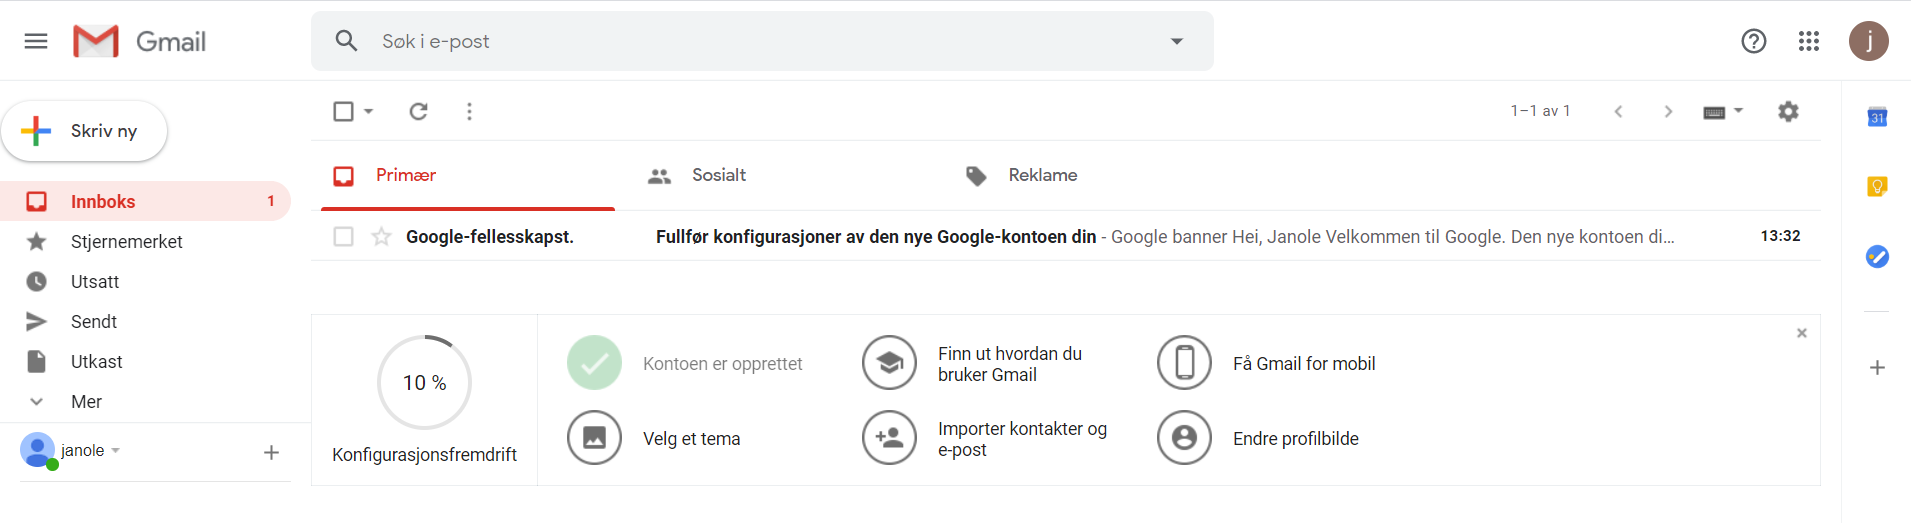 Gmail
Søk i e-post
j
Skriv ny
1–1 av 1
31
Primær
Sosialt
Reklame
Innboks 1
Stjernemerket
Utsatt
Sendt
Utkast
Mer
janole
Google-fellesskapst. Fullfør konfigurasjoner av den nye Google-kontoen din - Google banner Hei, Janole Velkommen til Google. Den nye kontoen di… 13:32
10 %
Konfigurasjonsfremdrift
Kontoen er opprettet
Finn ut hvordan du
bruker Gmail
Få Gmail for mobil
Velg et tema
Importer kontakter og
e-post
Endre profilbilde